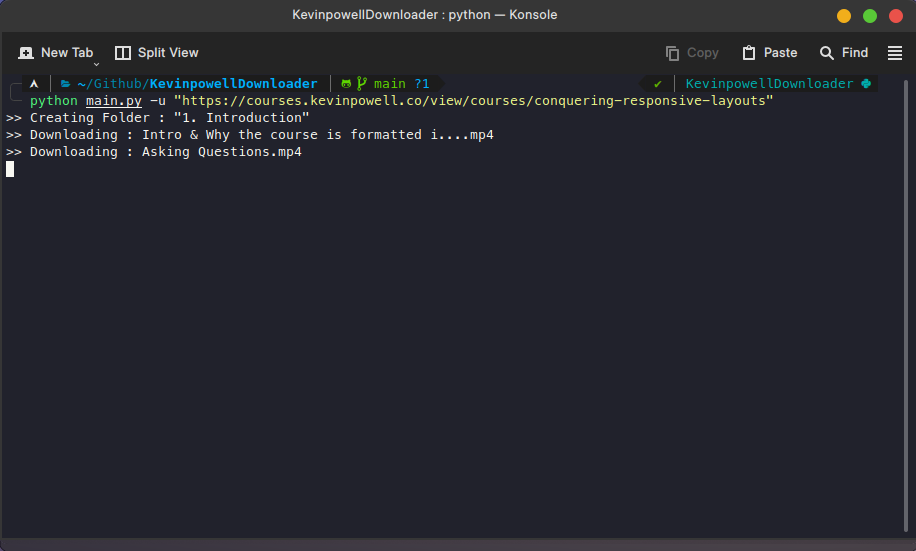 KevinpowellDownloader : python — Konsole
New Tab Split View Copy Paste Find
~/Github/KevinpowellDownloader main ?1 ✔ KevinpowellDownloader
python main.py -u "https://courses.kevinpowell.co/view/courses/conquering-responsive-layouts"
>> Creating Folder : "1. Introduction"
>> Downloading : Intro & Why the course is formatted i....mp4
>> Downloading : Asking Questions.mp4